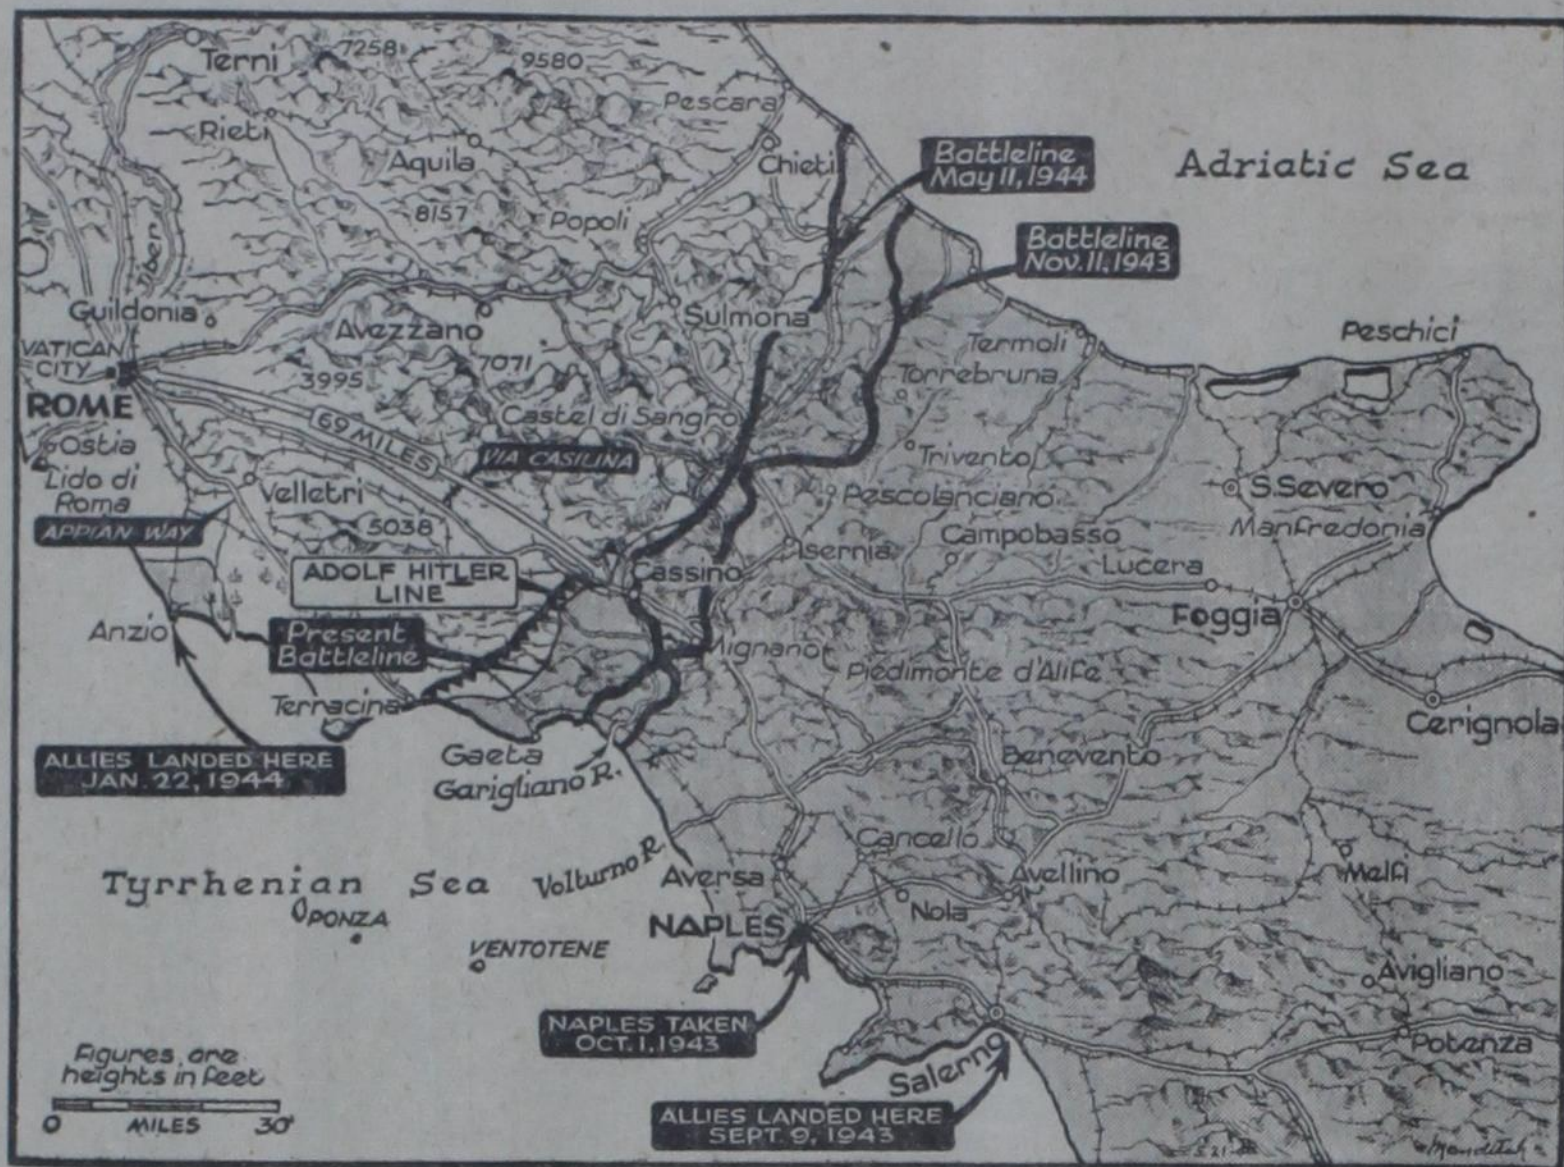 Terni
7258
9580
Pescara
Rieti
Aquila
Chieti
Battleline
May 11, 1944
Adriatic Sea
8157
Popoli
Tiber
Battleline
Nov. 11, 1943
Guildonia
Avezzano
Sulmona
VATICAN
CITY
3995
7071
Termoli
Peschici
Torrebruna
ROME
69 MILES
Castel di Sangro
Ostia
VIA CASILINA
Trivento
Lido di
Roma
Velletri
Pescolanciano
S. Severo
APPIAN WAY
5038
Campobasso
Manfredonia
Isernia
ADOLF HITLER
LINE
Cassino
Lucera
Foggia
Anzio
Present
Battleline
Mignano
Piedimonte d'Alife
Terracina
Cerignola
ALLIES LANDED HERE
JAN. 22, 1944
Gaeta
Garigliano R.
Benevento
Cancello
Tyrrhenian Sea
Volturno R.
Aversa
Avellino
Melfi
PONZA
Nola
NAPLES
VENTOTENE
Avigliano
NAPLES TAKEN
OCT. 1, 1943
Potenza
Figures are
heights in feet
Salerno
0 MILES 30
ALLIES LANDED HERE
SEPT. 9, 1943